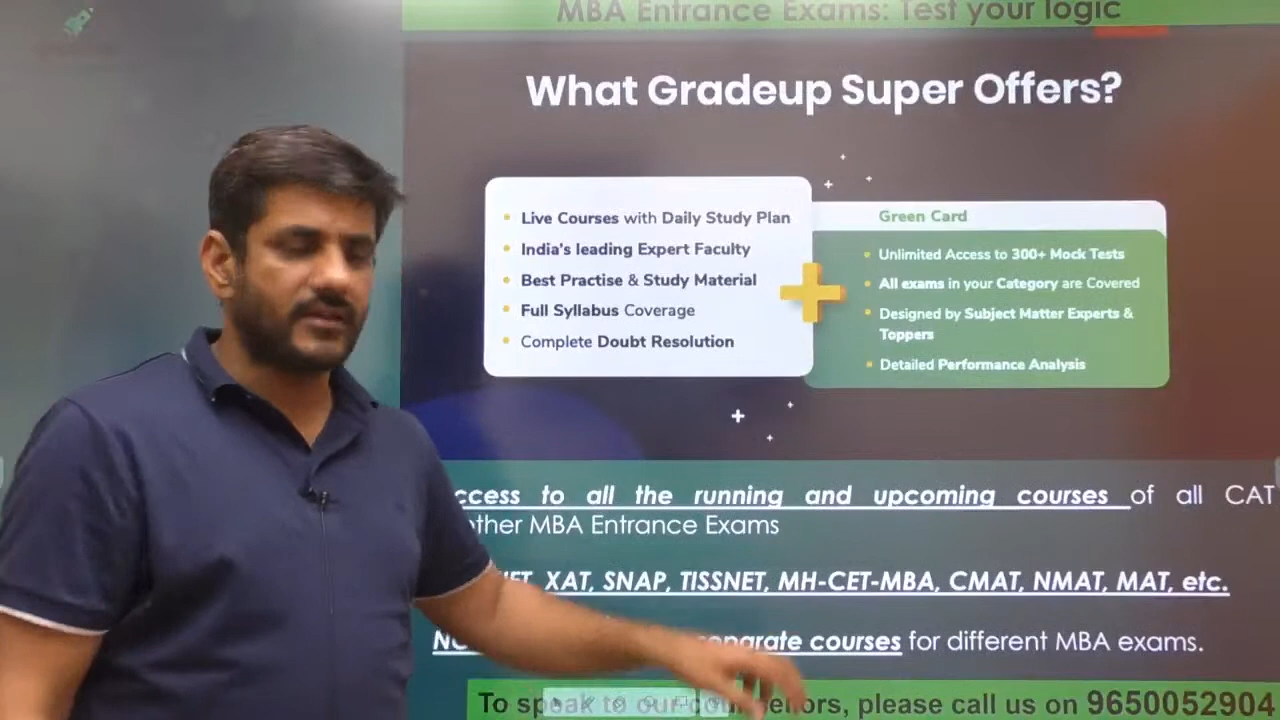 MBA Entrance Exams: Test your logic
What Gradeup Super Offers?
Live Courses with Daily Study Plan
India's leading Expert Faculty
Best Practise & Study Material
Full Syllabus Coverage
Complete Doubt Resolution
Green Card
Unlimited Access to 300+ Mock Tests
All exams in your Category are Covered
Designed by Subject Matter Experts &
Toppers
Detailed Performance Analysis
to all the running and upcoming courses of all CAT
other MBA Entrance Exams
XAT, SNAP, TISSNET, MH-CET-MBA, CMAT, NMAT, MAT, etc.
courses for different MBA exams.
To speak to our counsellors, please call us on 9650052904